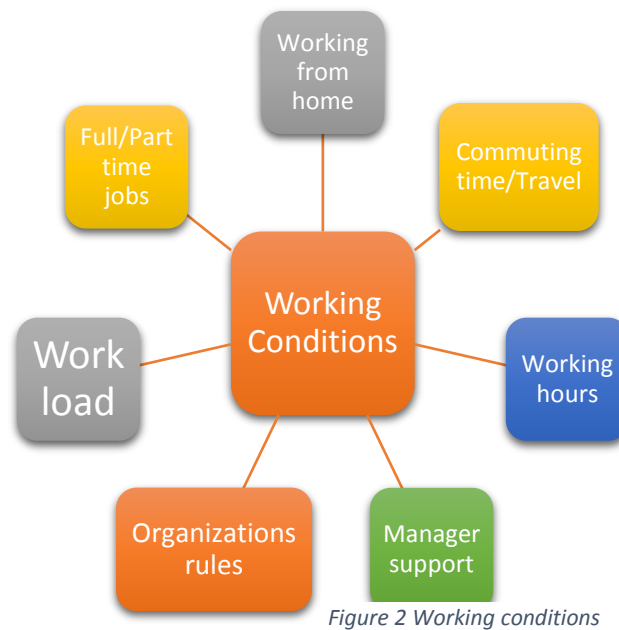 Working
from
home
Full/Part
time
jobs
Commuting
time/Travel
Working
Conditions
Work
load
Working
hours
Organizations
rules
Manager
support
Figure 2 Working conditions